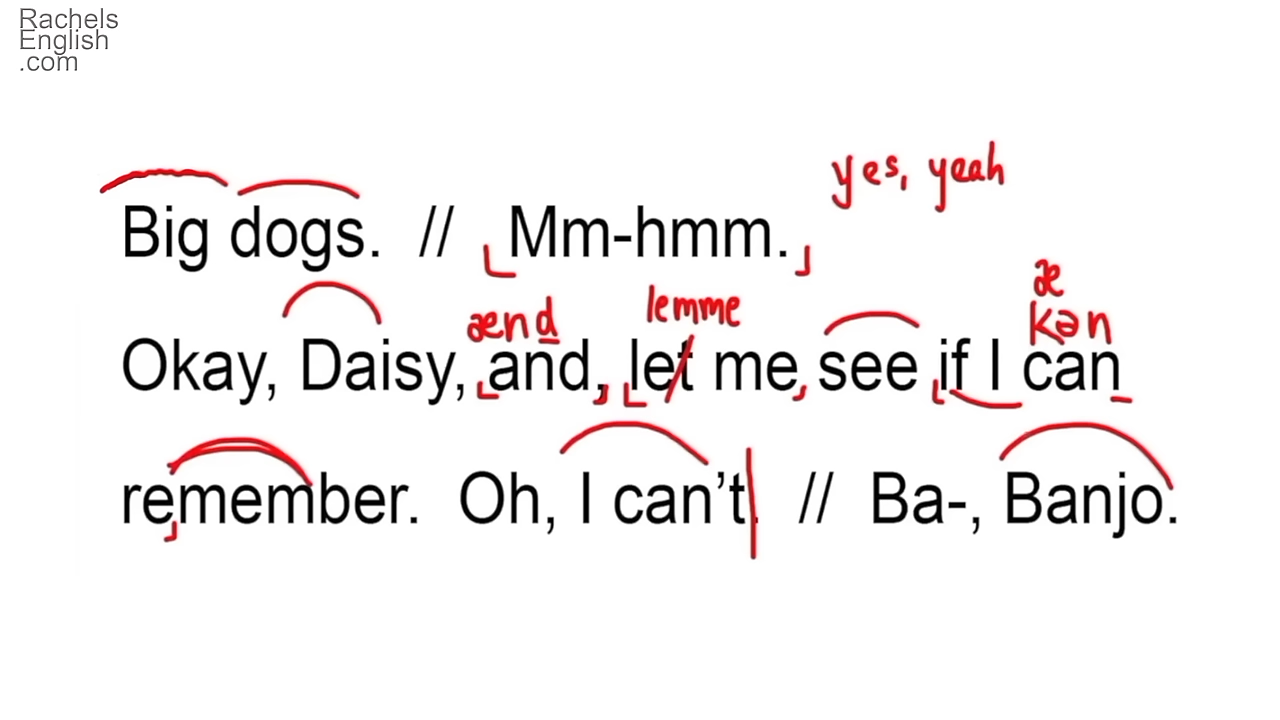 Rachels
English
.com
yes, yeah
Big dogs. // Mm-hmm.
ænd lemme æ
kən
Okay, Daisy, and, let me, see if I can
remember. Oh, I can't. // Ba-, Banjo.